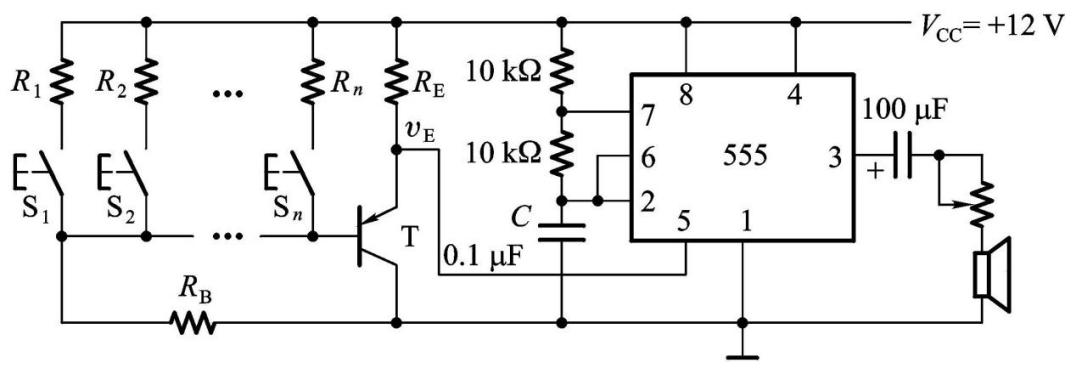 V_CC = +12 V
R_1
R_2
...
R_n
R_E
10 kΩ
8
4
7
100 μF
υ_E
10 kΩ
6
555
3
+
S_1
S_2
S_n
2
C
T
5
1
...
0.1 μF
R_B